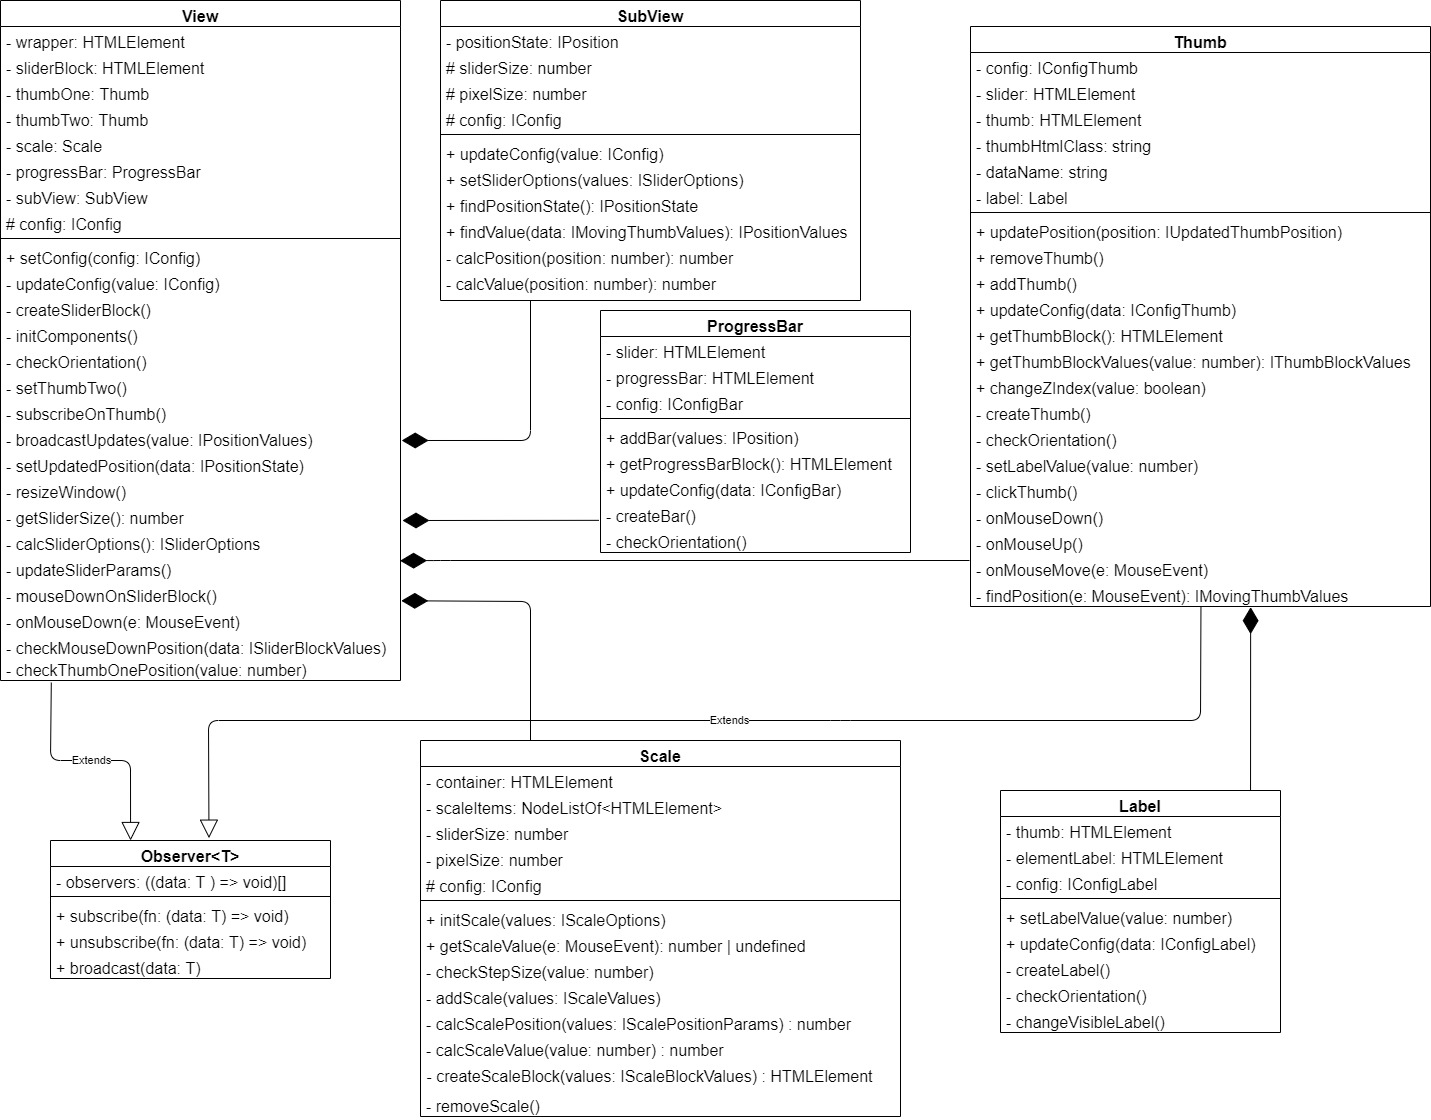 View
- wrapper: HTMLElement
- sliderBlock: HTMLElement
- thumbOne: Thumb
- thumbTwo: Thumb
- scale: Scale
- progressBar: ProgressBar
- subView: SubView
# config: IConfig
+ setConfig(config: IConfig)
- updateConfig(value: IConfig)
- createSliderBlock()
- initComponents()
- checkOrientation()
- setThumbTwo()
- subscribeOnThumb()
- broadcastUpdates(value: IPositionValues)
- setUpdatedPosition(data: IPositionState)
- resizeWindow()
- getSliderSize(): number
- calcSliderOptions(): ISliderOptions
- updateSliderParams()
- mouseDownOnSliderBlock()
- onMouseDown(e: MouseEvent)
- checkMouseDownPosition(data: ISliderBlockValues)
- checkThumbOnePosition(value: number)
SubView
- positionState: IPosition
# sliderSize: number
# pixelSize: number
# config: IConfig
+ updateConfig(value: IConfig)
+ setSliderOptions(values: ISliderOptions)
+ findPositionState(): IPositionState
+ findValue(data: IMovingThumbValues): IPositionValues
- calcPosition(position: number): number
- calcValue(position: number): number
ProgressBar
- slider: HTMLElement
- progressBar: HTMLElement
- config: IConfigBar
+ addBar(values: IPosition)
+ getProgressBarBlock(): HTMLElement
+ updateConfig(data: IConfigBar)
- createBar()
- checkOrientation()
Thumb
- config: IConfigThumb
- slider: HTMLElement
- thumb: HTMLElement
- thumbHtmlClass: string
- dataName: string
- label: Label
+ updatePosition(position: IUpdatedThumbPosition)
+ removeThumb()
+ addThumb()
+ updateConfig(data: IConfigThumb)
+ getThumbBlock(): HTMLElement
+ getThumbBlockValues(value: number): IThumbBlockValues
+ changeZIndex(value: boolean)
- createThumb()
- checkOrientation()
- setLabelValue(value: number)
- clickThumb()
- onMouseDown()
- onMouseUp()
- onMouseMove(e: MouseEvent)
- findPosition(e: MouseEvent): IMovingThumbValues
Extends
Extends
Observer<T>
- observers: ((data: T ) => void)[]
+ subscribe(fn: (data: T) => void)
+ unsubscribe(fn: (data: T) => void)
+ broadcast(data: T)
Scale
- container: HTMLElement
- scaleItems: NodeListOf<HTMLElement>
- sliderSize: number
- pixelSize: number
# config: IConfig
+ initScale(values: IScaleOptions)
+ getScaleValue(e: MouseEvent): number | undefined
- checkStepSize(value: number)
- addScale(values: IScaleValues)
- calcScalePosition(values: IScalePositionParams) : number
- calcScaleValue(value: number) : number
- createScaleBlock(values: IScaleBlockValues) : HTMLElement
- removeScale()
Label
- thumb: HTMLElement
- elementLabel: HTMLElement
- config: IConfigLabel
+ setLabelValue(value: number)
+ updateConfig(data: IConfigLabel)
- createLabel()
- checkOrientation()
- changeVisibleLabel()